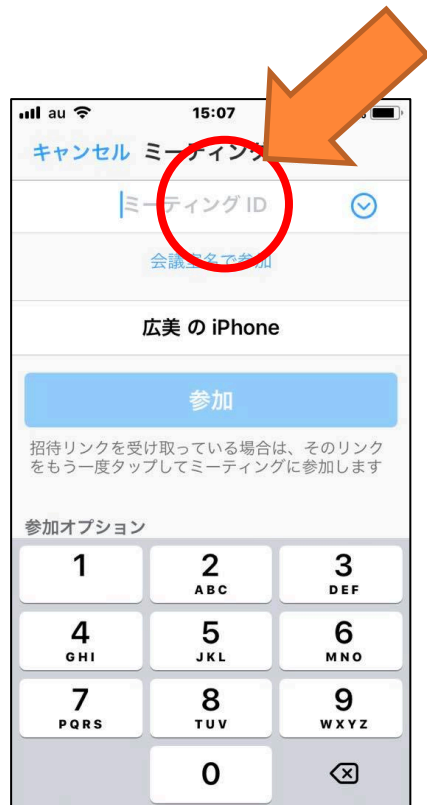 au 15:07
キャンセル ミーティング
ミーティング ID
会議室名で参加
広美 の iPhone
参加
招待リンクを受け取っている場合は、そのリンク
をもう一度タップしてミーティングに参加します
参加オプション
1 2 3
ABC DEF
4 5 6
GHI JKL MNO
7 8 9
PQRS TUV WXYZ
0